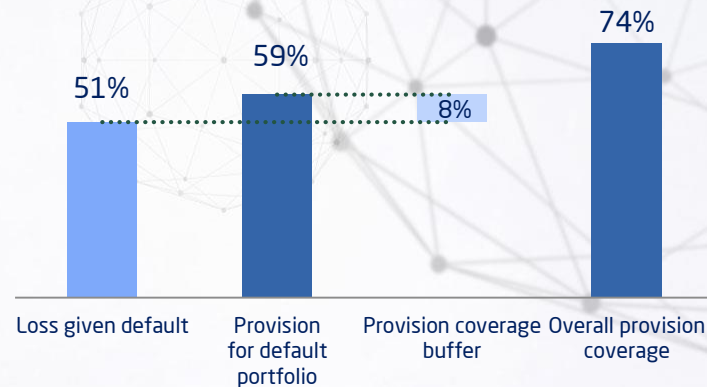 74%
59%
51%
8%
Loss given default
Provision
for default
portfolio
Provision coverage
buffer
Overall provision
coverage